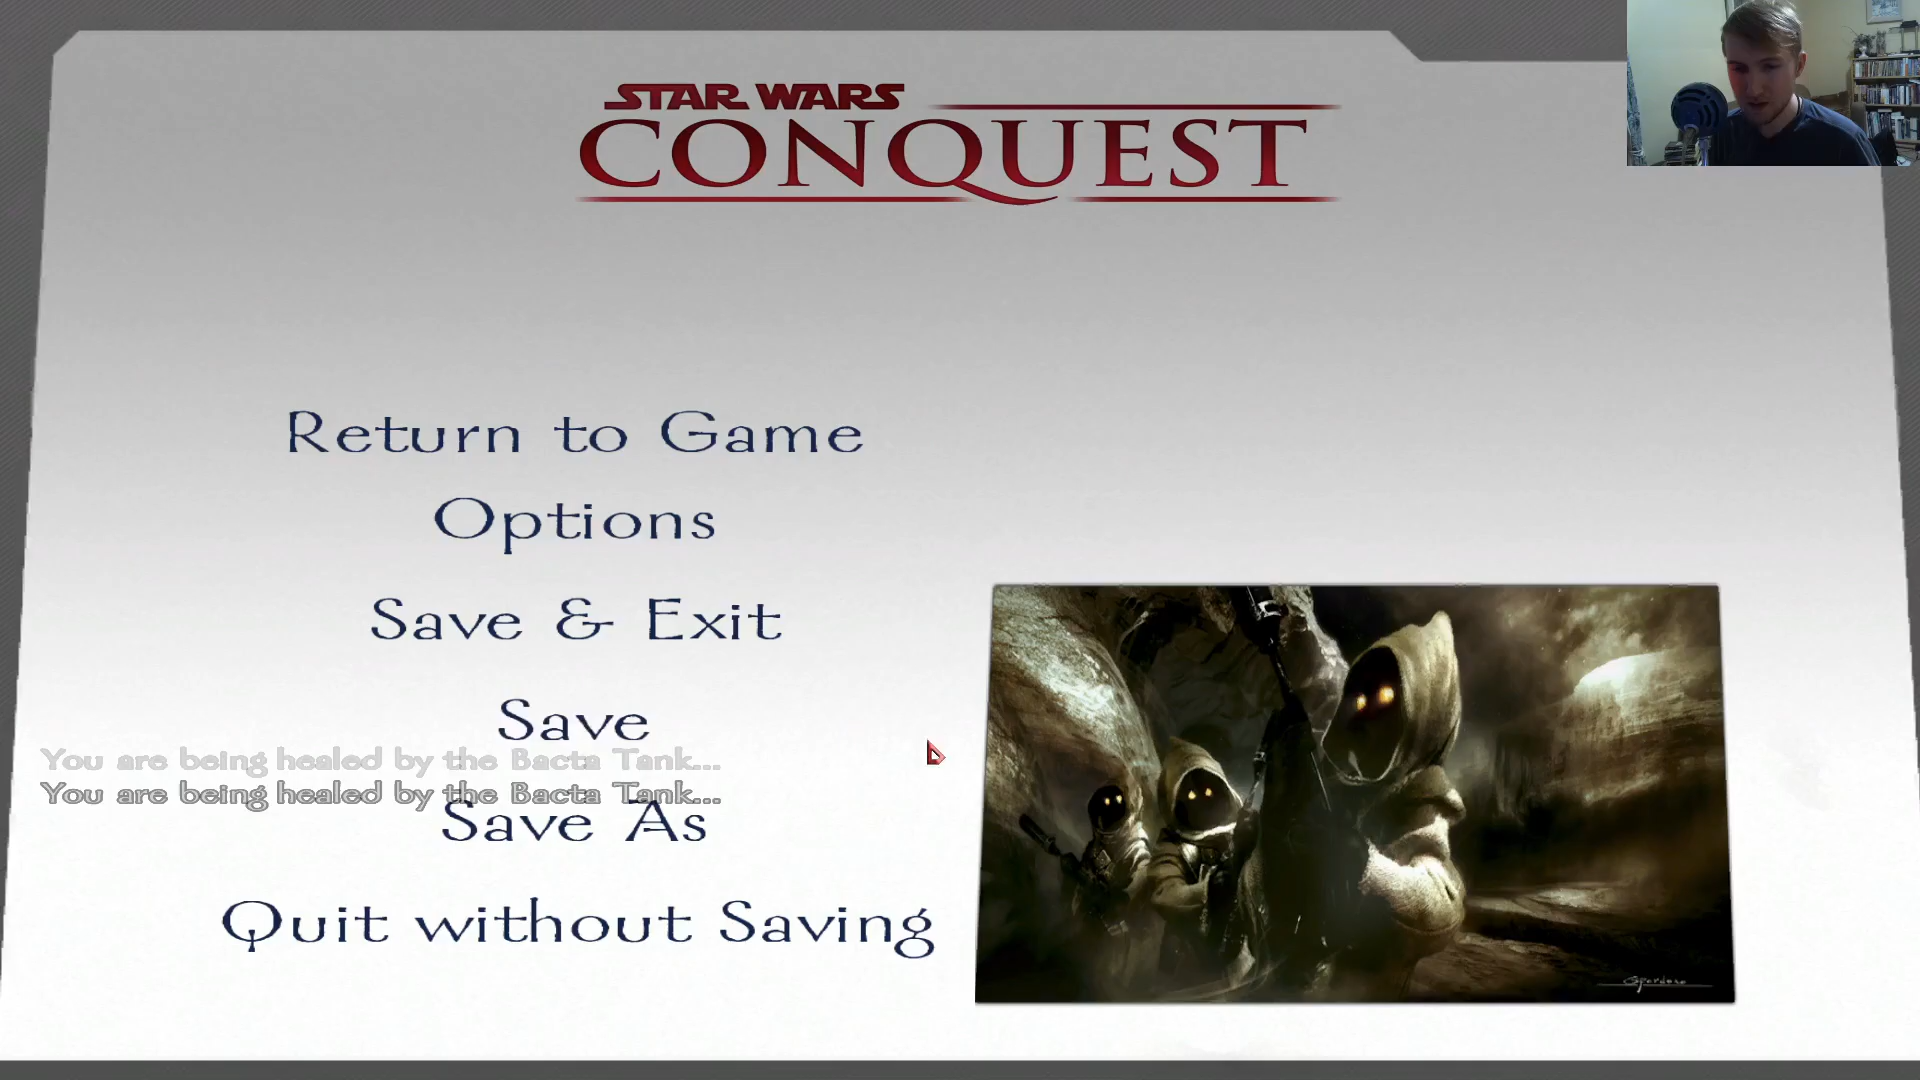 STAR WARS
CONQUEST
Return to Game
Options
Save & Exit
Save
You are being healed by the Bacta Tank...
You are being healed by the Bacta Tank...
Save As
Quit without Saving